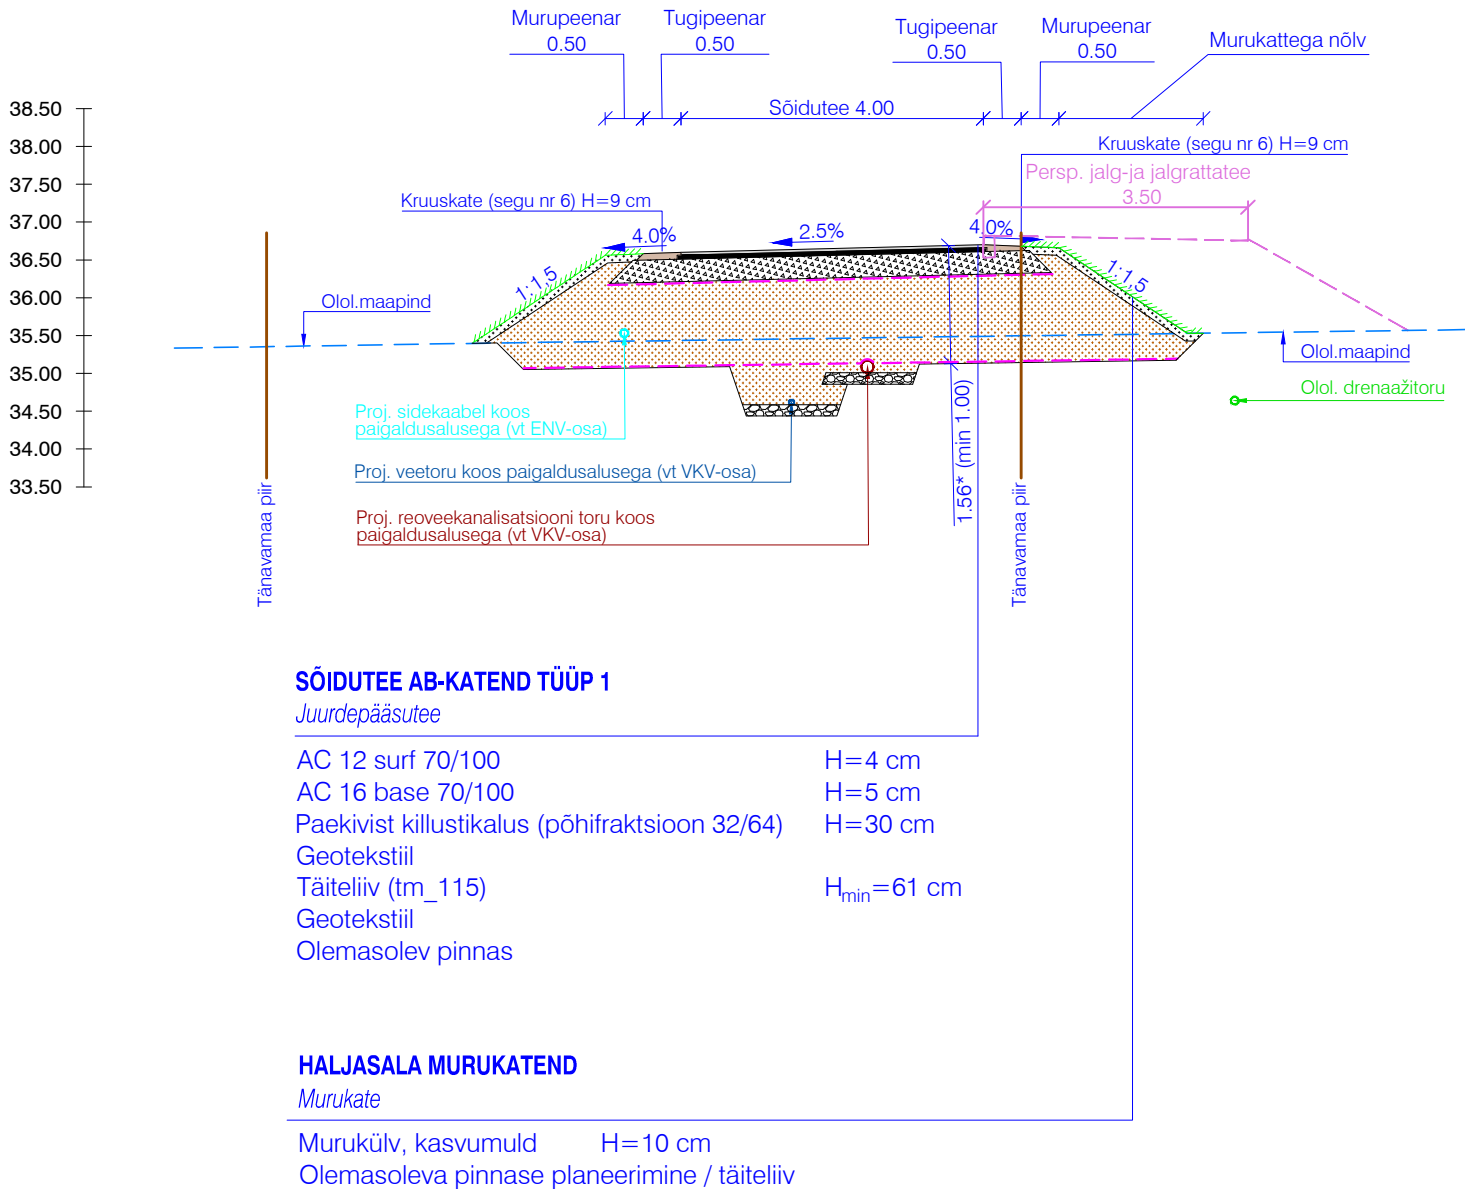 Murupeenar
0.50
Tugipeenar
0.50
Tugipeenar
0.50
Murupeenar
0.50
Murukattega nõlv
Sõidutee 4.00
38.50
38.00
37.50
37.00
36.50
36.00
35.50
35.00
34.50
34.00
33.50
Kruuskate (segu nr 6) H=9 cm
Persp. jalg-ja jalgrattatee
3.50
Kruuskate (segu nr 6) H=9 cm
4.0%
2.5%
4.0%
1:1,5
1:1,5
Olol.maapind
Olol.maapind
Olol. drenaažitoru
Proj. sidekaabel koos
paigaldusalusega (vt ENV-osa)
Proj. veetoru koos paigaldusalusega (vt VKV-osa)
Proj. reoveekanalisatsiooni toru koos
paigaldusalusega (vt VKV-osa)
1.56* (min 1.00)
Tänavamaa piir
Tänavamaa piir
SÕIDUTEE AB-KATEND TÜÜP 1
Juurdepääsutee
AC 12 surf 70/100 H=4 cm
AC 16 base 70/100 H=5 cm
Paekivist killustikalus (põhifraktsioon 32/64) H=30 cm
Geotekstiil
Täiteliiv (tm_115) Hmin=61 cm
Geotekstiil
Olemasolev pinnas
HALJASALA MURUKATEND
Murukate
Murukülv, kasvumuld H=10 cm
Olemasoleva pinnase planeerimine / täiteliiv